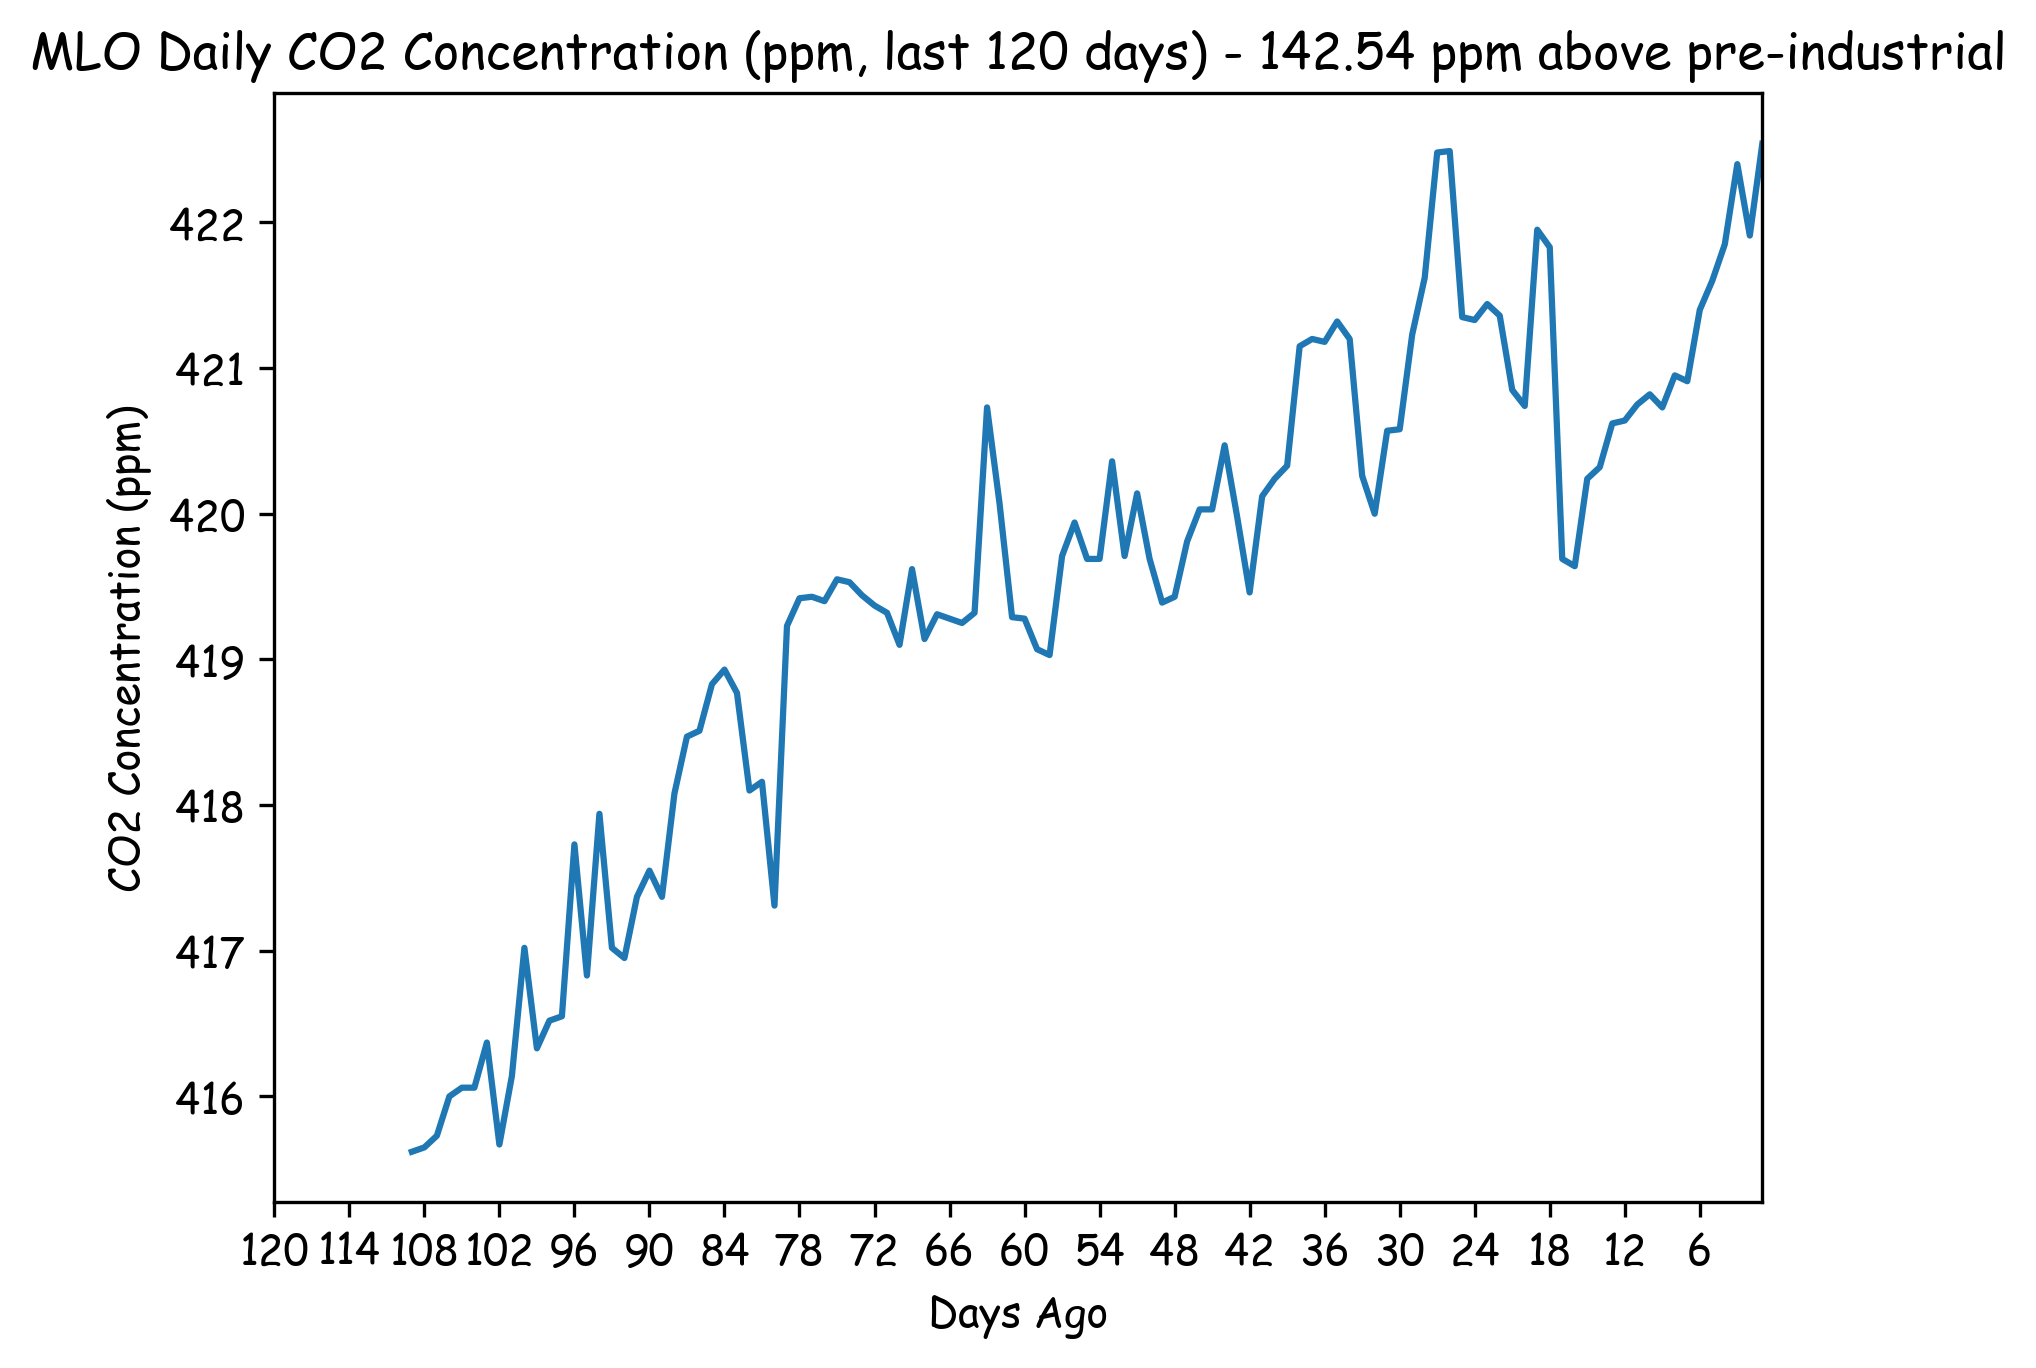 MLO Daily CO2 Concentration (ppm, last 120 days) - 142.54 ppm above pre-industrial
CO2 Concentration (ppm)
422
421
420
419
418
417
416
120 114 108 102 96 90 84 78 72 66 60 54 48 42 36 30 24 18 12 6
Days Ago